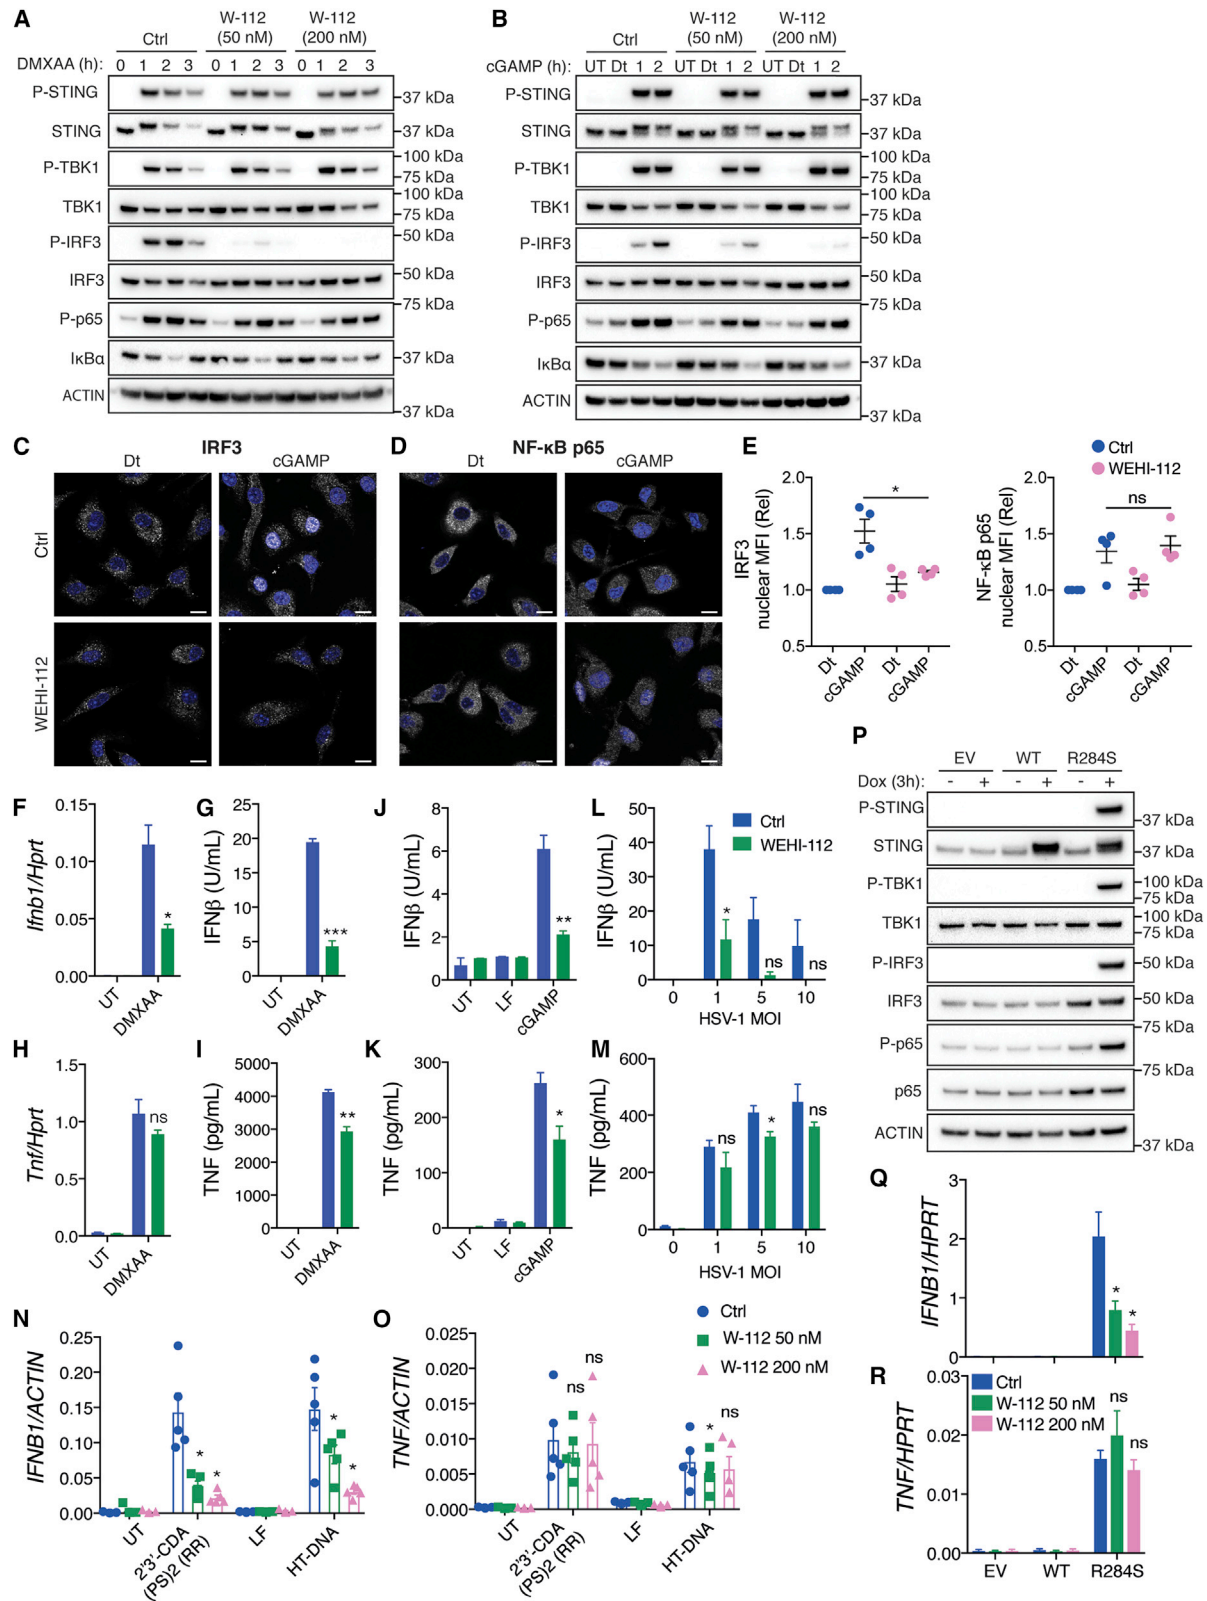 A
Ctrl
W-112
(50 nM)
W-112
(200 nM)
DMXAA (h): 0 1 2 3 0 1 2 3 0 1 2 3
P-STING
37 kDa
STING
37 kDa
P-TBK1
100 kDa
75 kDa
TBK1
100 kDa
75 kDa
P-IRF3
50 kDa
IRF3
50 kDa
P-p65
75 kDa
IκBα
37 kDa
ACTIN
37 kDa
B
Ctrl
W-112
(50 nM)
W-112
(200 nM)
cGAMP (h): UT Dt 1 2 UT Dt 1 2 UT Dt 1 2
P-STING
37 kDa
STING
37 kDa
P-TBK1
100 kDa
75 kDa
TBK1
100 kDa
75 kDa
P-IRF3
50 kDa
IRF3
50 kDa
P-p65
75 kDa
IκBα
37 kDa
ACTIN
37 kDa
C
IRF3
Dt cGAMP
Ctrl
WEHI-112
D
NF-κB p65
Dt cGAMP
E
Ctrl
WEHI-112
IRF3
nuclear MFI (Rel)
2.0
1.5
1.0
0.5
*
Dt cGAMP Dt cGAMP
NF-κB p65
nuclear MFI (Rel)
2.0
1.5
1.0
0.5
ns
Dt cGAMP Dt cGAMP
F
Ifnb1/Hprt
0.15
0.10
0.05
0.00
*
UT DMXAA
G
IFNβ (U/mL)
25
20
15
10
5
0
***
UT DMXAA
J
IFNβ (U/mL)
8
6
4
2
0
**
UT LF cGAMP
L
IFNβ (U/mL)
50
40
30
20
10
0
Ctrl
WEHI-112
* ns ns
0 1 5 10
HSV-1 MOI
H
Tnf/Hprt
1.5
1.0
0.5
0.0
ns
UT DMXAA
I
TNF (pg/mL)
5000
4000
3000
2000
1000
0
**
UT DMXAA
K
TNF (pg/mL)
300
200
100
0
*
UT LF cGAMP
M
TNF (pg/mL)
600
400
200
0
ns * ns
0 1 5 10
HSV-1 MOI
N
IFNB1/ACTIN
0.25
0.20
0.15
0.10
0.05
0.00
* * * *
UT 2'3'-CDA (PS)2 (RR) LF HT-DNA
O
TNF/ACTIN
0.025
0.020
0.015
0.010
0.005
0.000
ns ns * ns
UT 2'3'-CDA (PS)2 (RR) LF HT-DNA
Ctrl
W-112 50 nM
W-112 200 nM
P
EV WT R284S
Dox (3h): - + - + - +
P-STING
37 kDa
STING
37 kDa
P-TBK1
100 kDa
75 kDa
TBK1
100 kDa
75 kDa
P-IRF3
50 kDa
IRF3
50 kDa
P-p65
75 kDa
p65
75 kDa
ACTIN
37 kDa
Q
IFNB1/HPRT
3
2
1
0
* *
R
TNF/HPRT
0.03
0.02
0.01
0.00
Ctrl
W-112 50 nM
W-112 200 nM
ns
ns
EV WT R284S